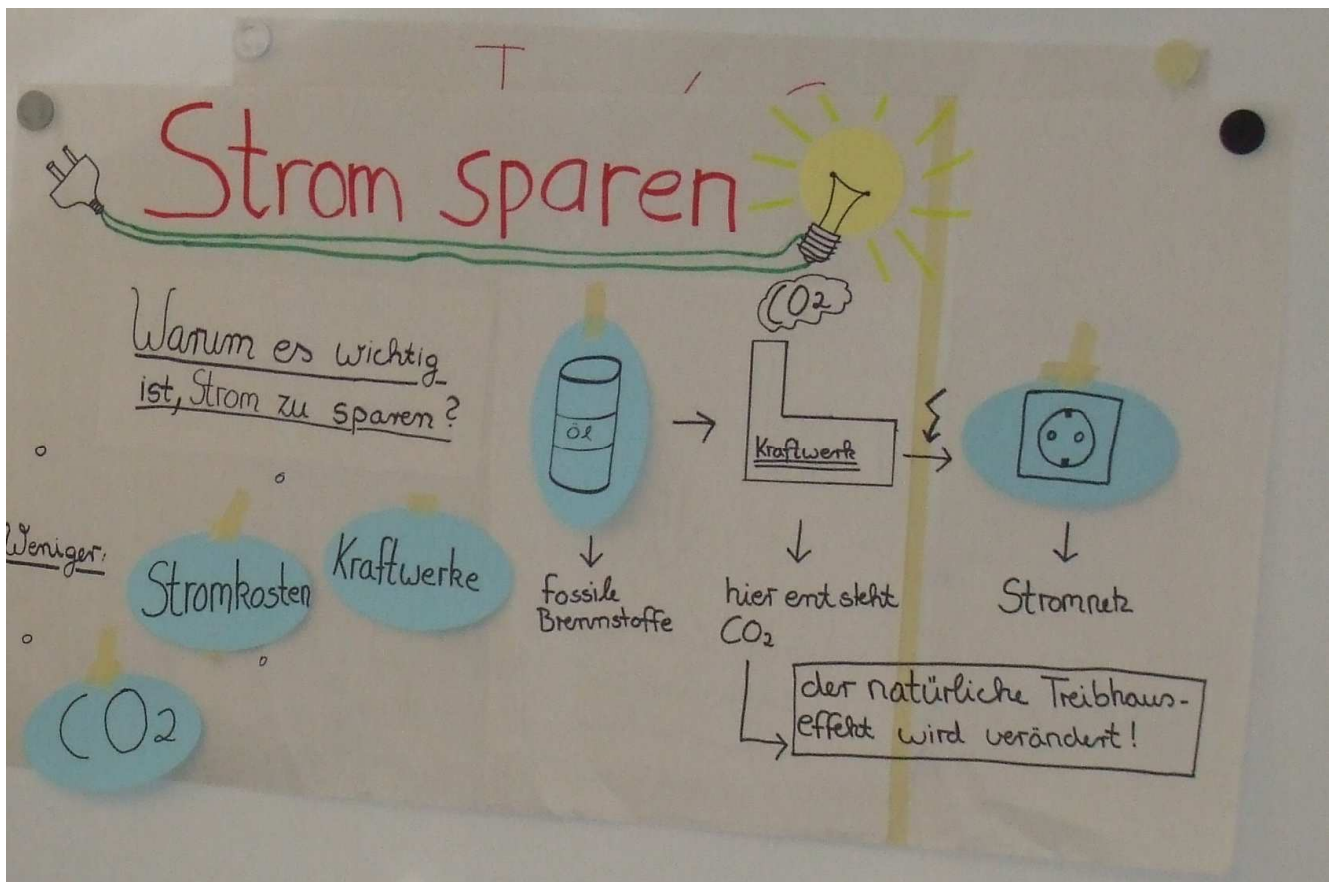 Strom sparen
CO2
Warum es wichtig
ist, Strom zu sparen?
Öl
Kraftwerk
Weniger:
Stromkosten
Kraftwerke
CO2
fossile
Brennstoffe
hier entsteht
CO2
Stromnetz
der natürliche Treibhaus-
effekt wird verändert!